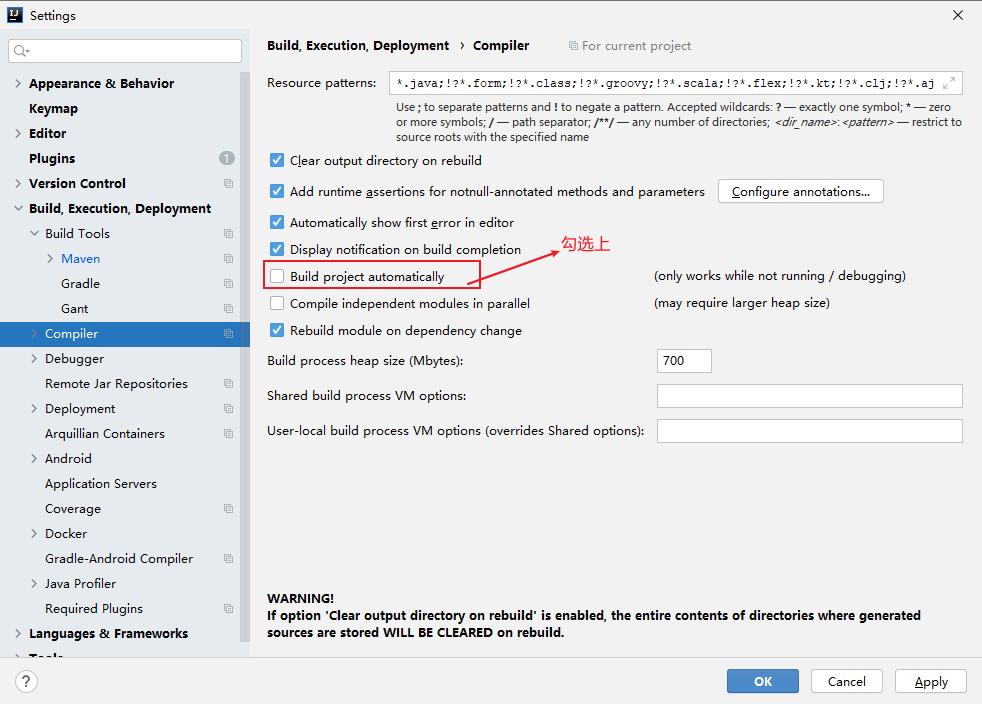 Settings
Appearance & Behavior
Keymap
Editor
Plugins 1
Version Control
Build, Execution, Deployment
Build Tools
Maven
Gradle
Gant
Compiler
Debugger
Remote Jar Repositories
Deployment
Arquillian Containers
Android
Application Servers
Coverage
Docker
Gradle-Android Compiler
Java Profiler
Required Plugins
Languages & Frameworks
Tools
Build, Execution, Deployment › Compiler For current project
Resource patterns: *.java;!?*.form;!?*.class;!?*.groovy;!?*.scala;!?*.flex;!?*.kt;!?*.clj;!?*.aj
Use ; to separate patterns and ! to negate a pattern. Accepted wildcards: ? — exactly one symbol; * — zero
or more symbols; / — path separator; /**/ — any number of directories; <dir_name>:<pattern> — restrict to
source roots with the specified name
Clear output directory on rebuild
Add runtime assertions for notnull-annotated methods and parameters Configure annotations...
Automatically show first error in editor
Display notification on build completion
勾选上
Build project automatically (only works while not running / debugging)
Compile independent modules in parallel (may require larger heap size)
Rebuild module on dependency change
Build process heap size (Mbytes): 700
Shared build process VM options:
User-local build process VM options (overrides Shared options):
WARNING!
If option 'Clear output directory on rebuild' is enabled, the entire contents of directories where generated
sources are stored WILL BE CLEARED on rebuild.
? OK Cancel Apply